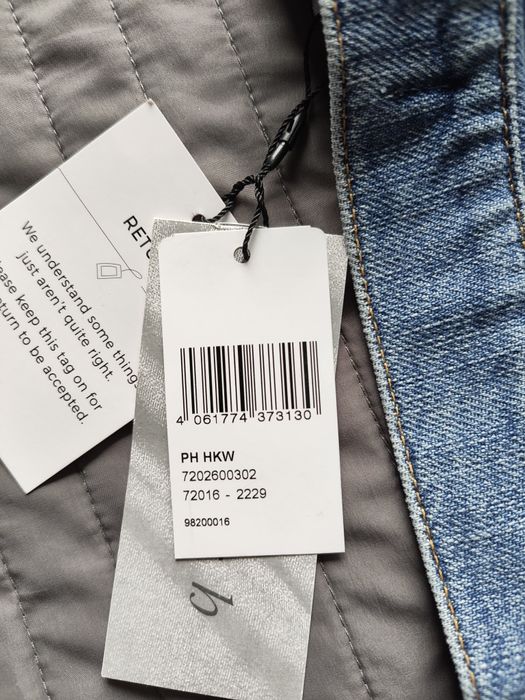 RETU
We understand some thing
just aren't quite right.
lease keep this tag on for
eturn to be accepted.
4 061774 373130
PH HKW
7202600302
72016 - 2229
98200016
h